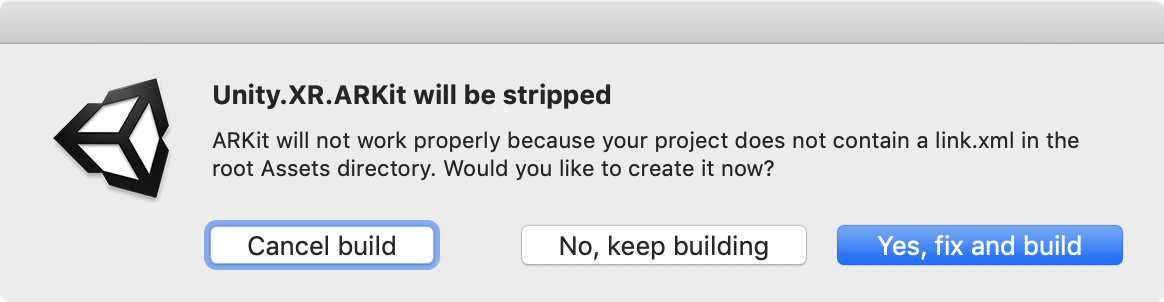 Unity.XR.ARKit will be stripped
ARKit will not work properly because your project does not contain a link.xml in the
root Assets directory. Would you like to create it now?
Cancel build
No, keep building
Yes, fix and build